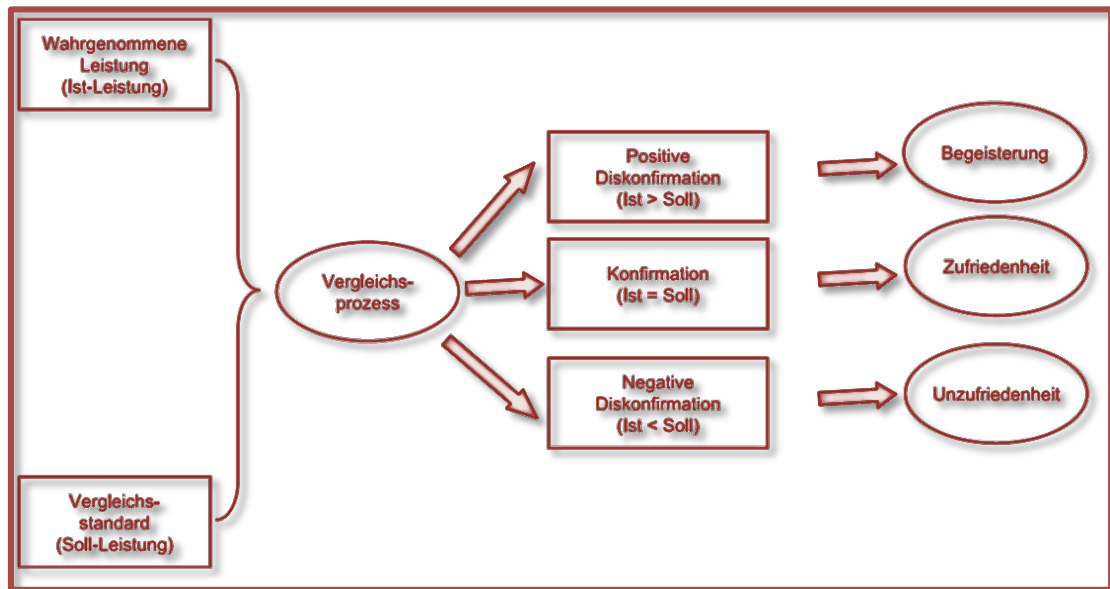 Wahrgenommene
Leistung
(Ist-Leistung)
Vergleichs-
standard
(Soll-Leistung)
Vergleichs-
prozess
Positive
Diskonfirmation
(Ist > Soll)
Konfirmation
(Ist = Soll)
Negative
Diskonfirmation
(Ist < Soll)
Begeisterung
Zufriedenheit
Unzufriedenheit